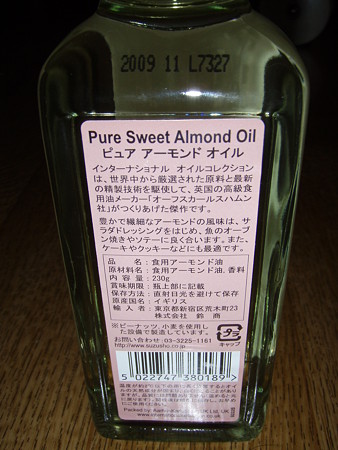 2009 11 L7327
Pure Sweet Almond Oil
ピュア アーモンド オイル
インターナショナル オイルコレクション
は、世界中から厳選された原料と最新
の精製技術を駆使して、英国の高級食
用油メーカー「オーフスカールスハムン
社」がつくりあげた傑作です。
豊かで繊細なアーモンドの風味は、サ
ラダドレッシングをはじめ、魚のオーブ
ン焼きやソテーに良く合います。また、
ケーキやクッキーなどにも最適です。
品名：食用アーモンド油
原材料名：食用アーモンド油、香料
内容量：230g
賞味期限：瓶上部に記載
保存方法：直射日光を避けて保存
原産国名：イギリス
輸入者：東京都新宿区荒木町23
株式会社 鈴商
※ピーナッツ、小麦を使用し
た設備で製造しています。
お問い合わせ：03-3225-1161
http://www.suzusho.co.jp
キャップ
5 022747 380189 >